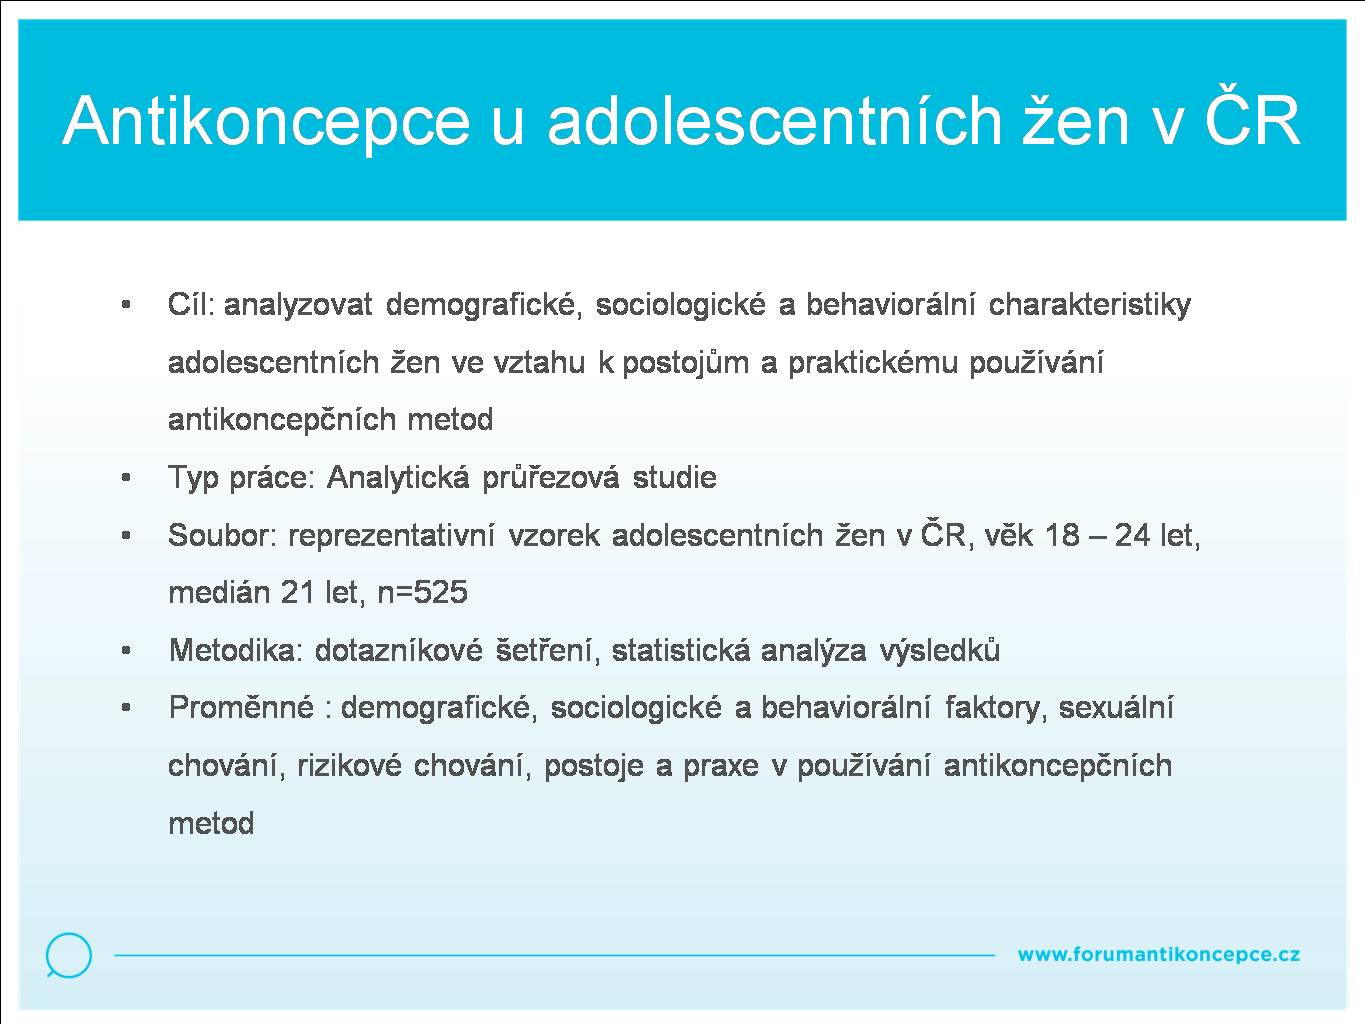 Antikoncepce u adolescentních žen v ČR
• Cíl: analyzovat demografické, sociologické a behaviorální charakteristiky
adolescentních žen ve vztahu k postojům a praktickému používání
antikoncepčních metod
• Typ práce: Analytická průřezová studie
• Soubor: reprezentativní vzorek adolescentních žen v ČR, věk 18 – 24 let,
medián 21 let, n=525
• Metodika: dotazníkové šetření, statistická analýza výsledků
• Proměnné : demografické, sociologické a behaviorální faktory, sexuální
chování, rizikové chování, postoje a praxe v používání antikoncepčních
metod
www.forumantikoncepce.cz